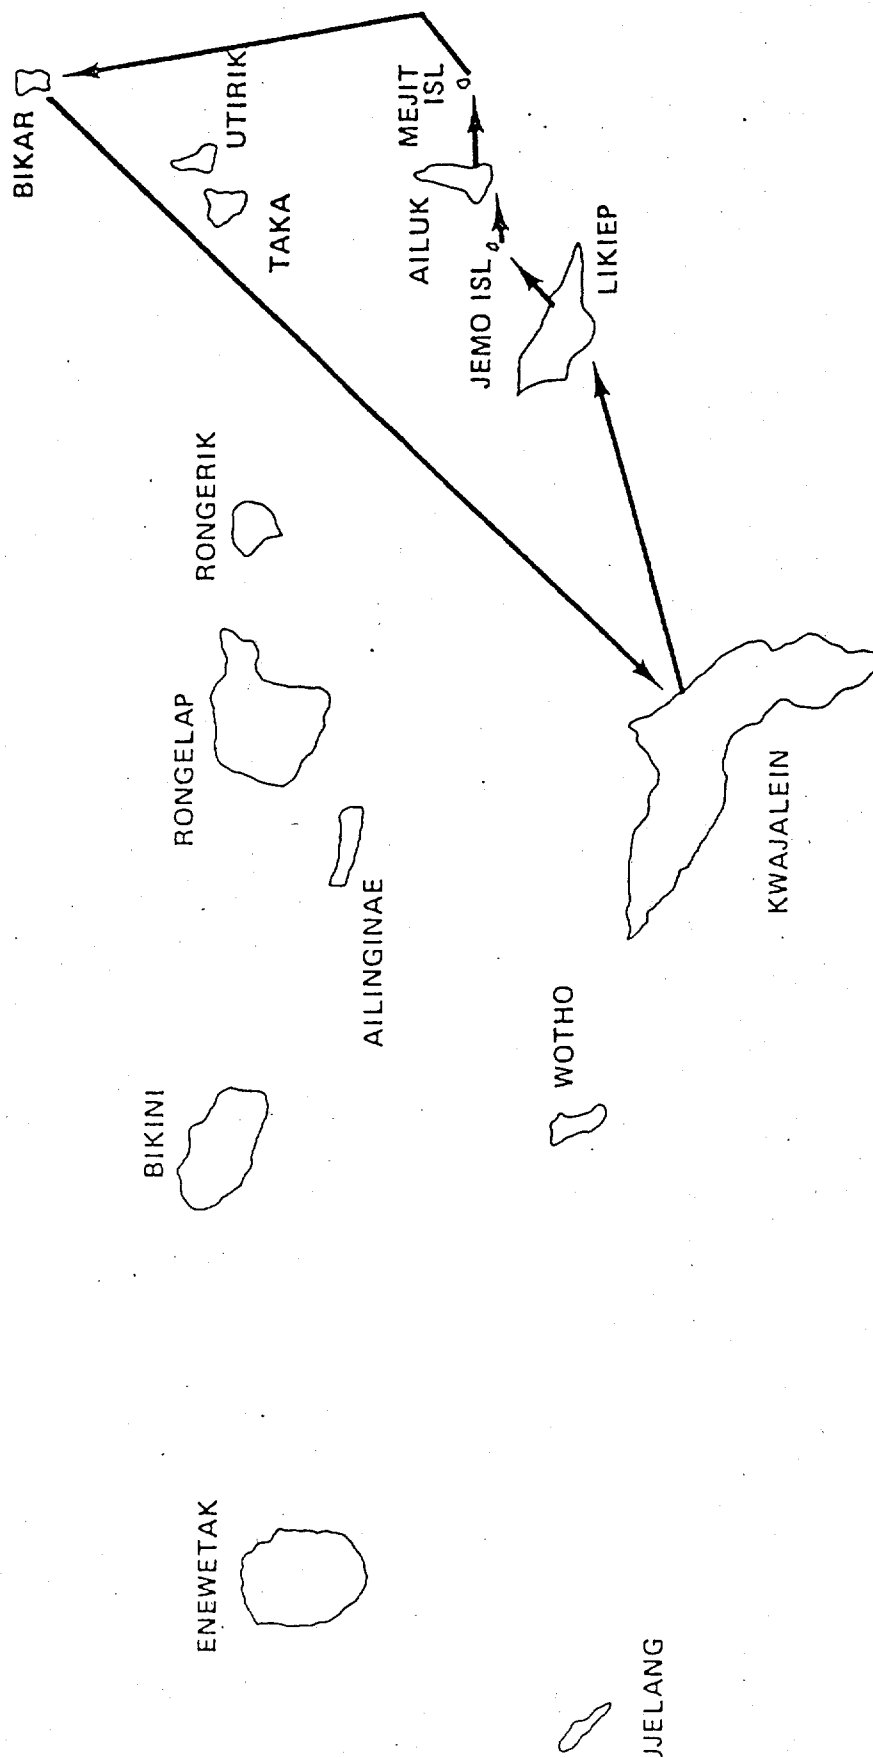 BIKAR
UTIRIK
TAKA
MEJIT
ISL
AILUK
JEMO ISL
LIKIEP
RONGERIK
RONGELAP
AILINGINAE
KWAJALEIN
BIKINI
WOTHO
ENEWETAK
UJELANG